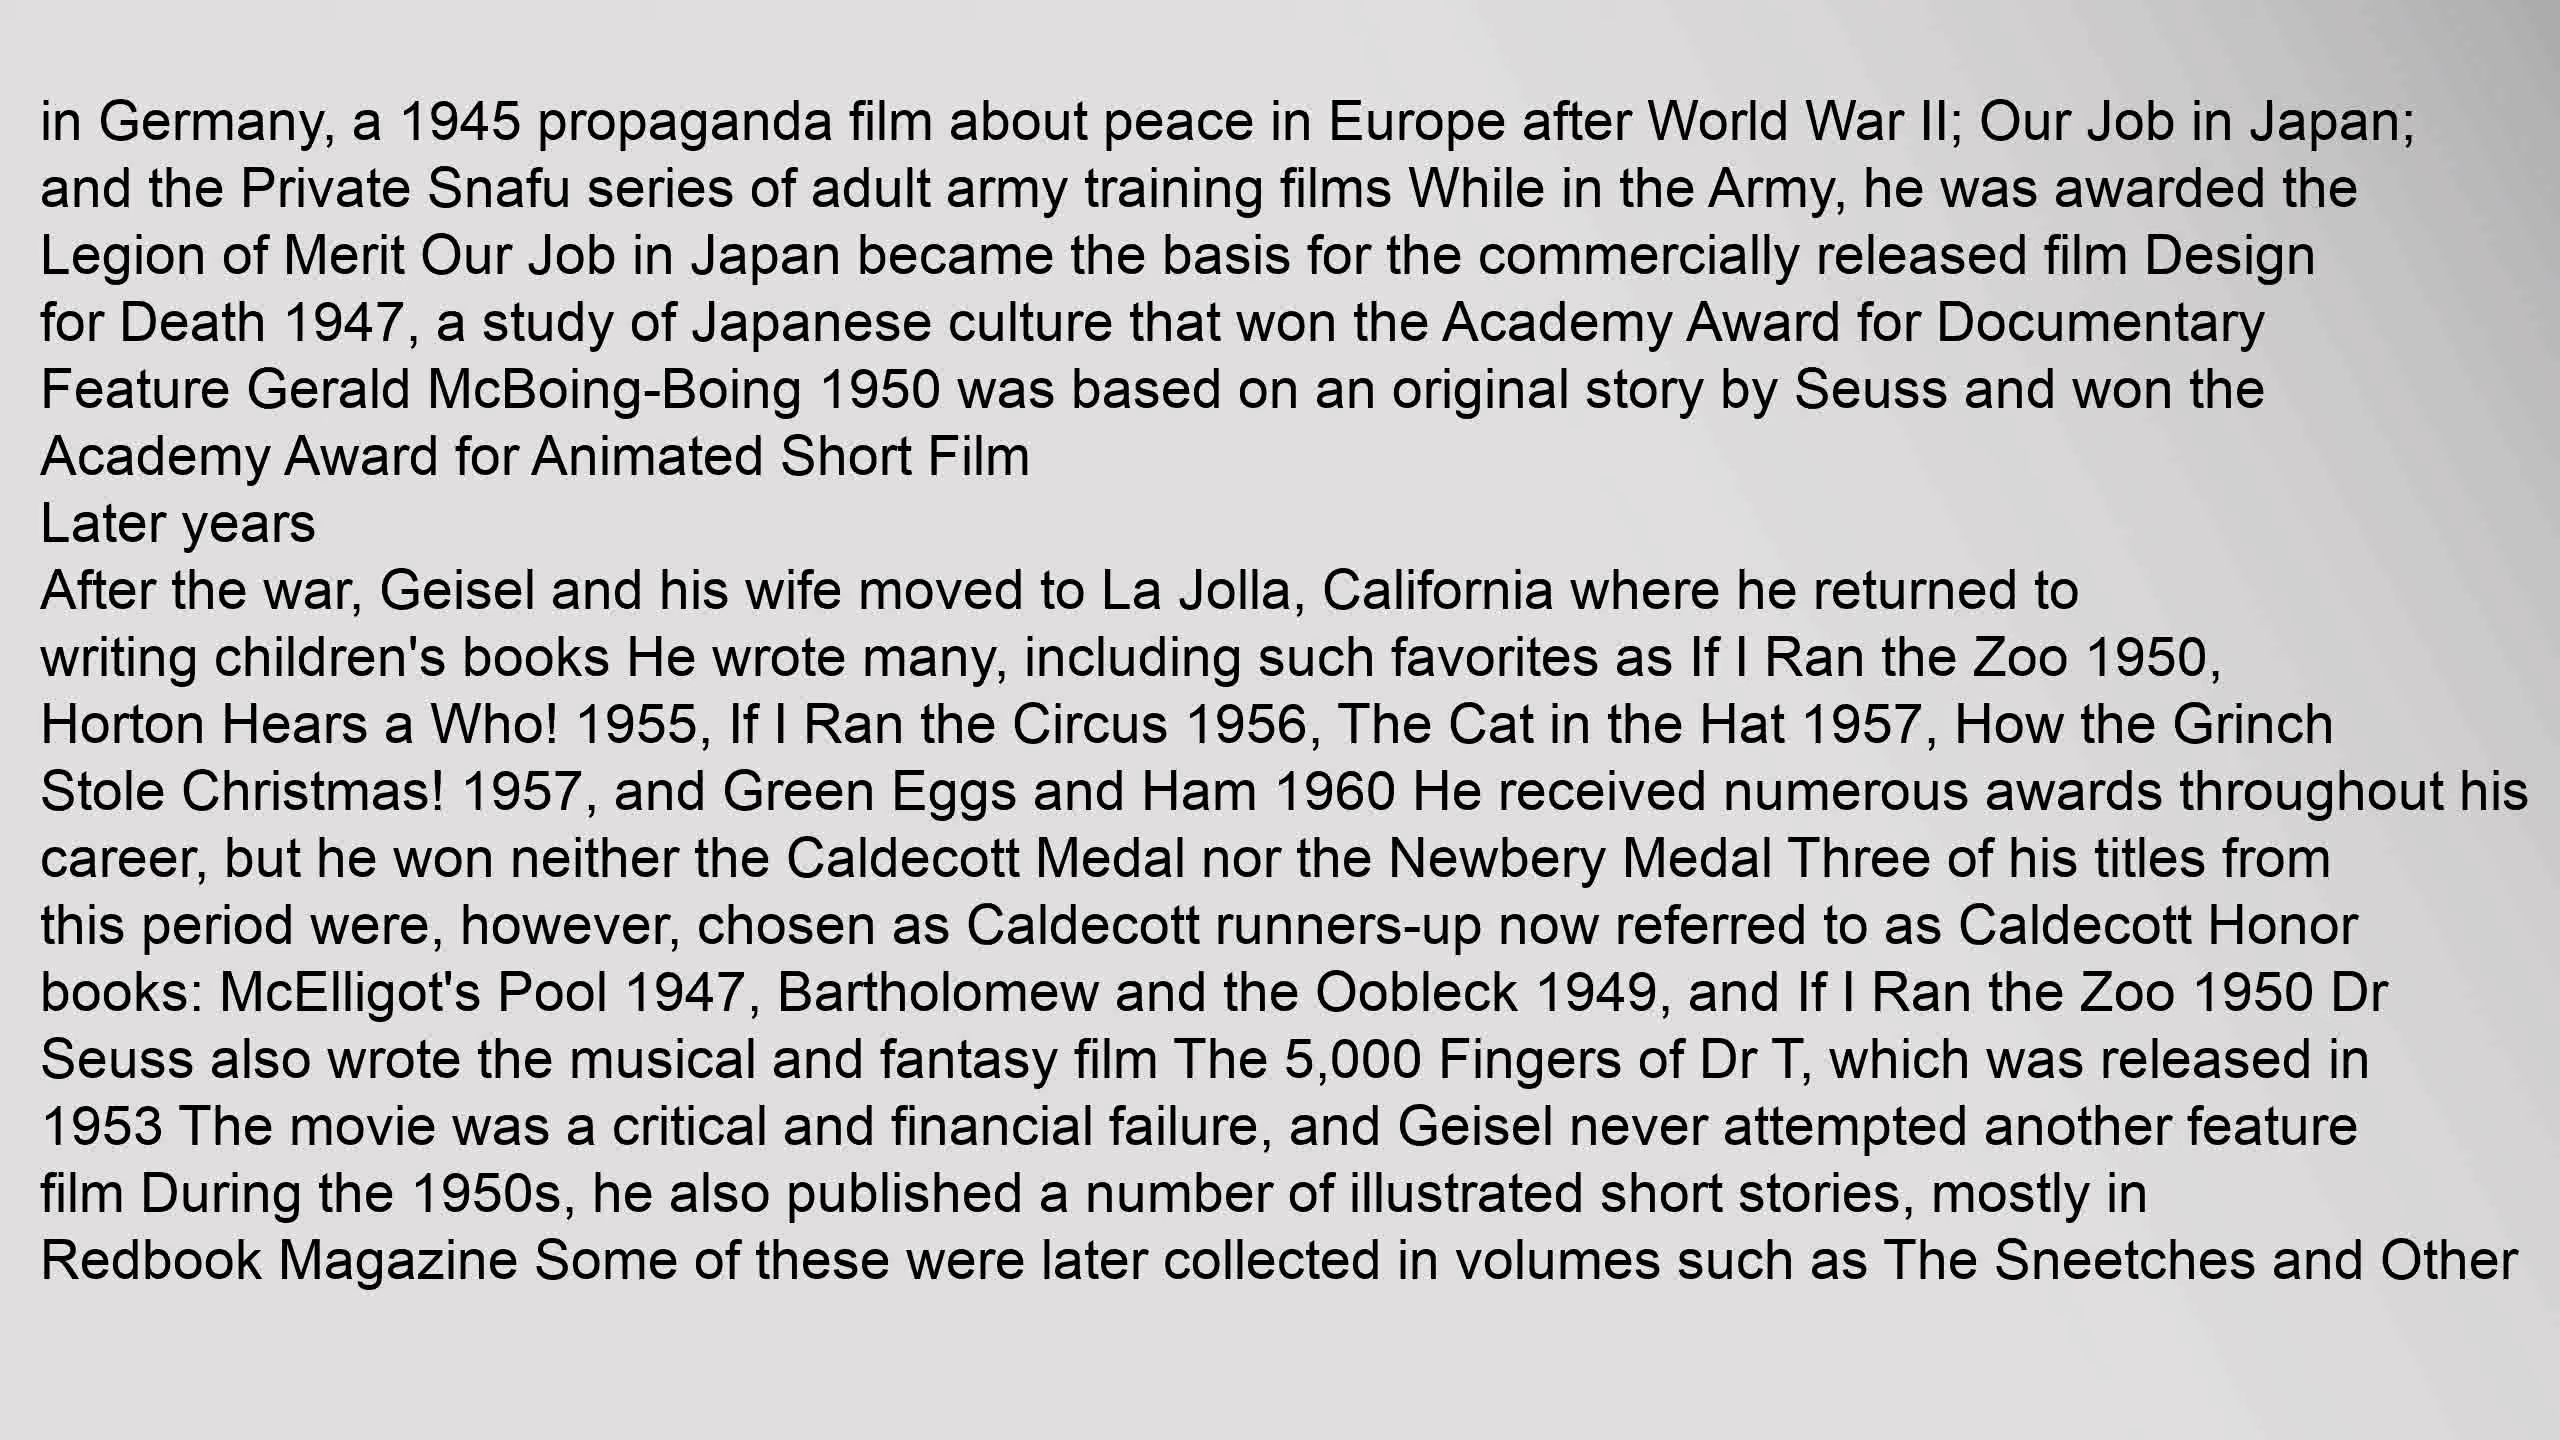 in Germany, a 1945 propaganda film about peace in Europe after World War II; Our Job in Japan;
and the Private Snafu series of adult army training films While in the Army, he was awarded the
Legion of Merit Our Job in Japan became the basis for the commercially released film Design
for Death 1947, a study of Japanese culture that won the Academy Award for Documentary
Feature Gerald McBoing-Boing 1950 was based on an original story by Seuss and won the
Academy Award for Animated Short Film
Later years
After the war, Geisel and his wife moved to La Jolla, California where he returned to
writing children's books He wrote many, including such favorites as If I Ran the Zoo 1950,
Horton Hears a Who! 1955, If I Ran the Circus 1956, The Cat in the Hat 1957, How the Grinch
Stole Christmas! 1957, and Green Eggs and Ham 1960 He received numerous awards throughout his
career, but he won neither the Caldecott Medal nor the Newbery Medal Three of his titles from
this period were, however, chosen as Caldecott runners-up now referred to as Caldecott Honor
books: McElligot's Pool 1947, Bartholomew and the Oobleck 1949, and If I Ran the Zoo 1950 Dr
Seuss also wrote the musical and fantasy film The 5,000 Fingers of Dr T, which was released in
1953 The movie was a critical and financial failure, and Geisel never attempted another feature
film During the 1950s, he also published a number of illustrated short stories, mostly in
Redbook Magazine Some of these were later collected in volumes such as The Sneetches and Other